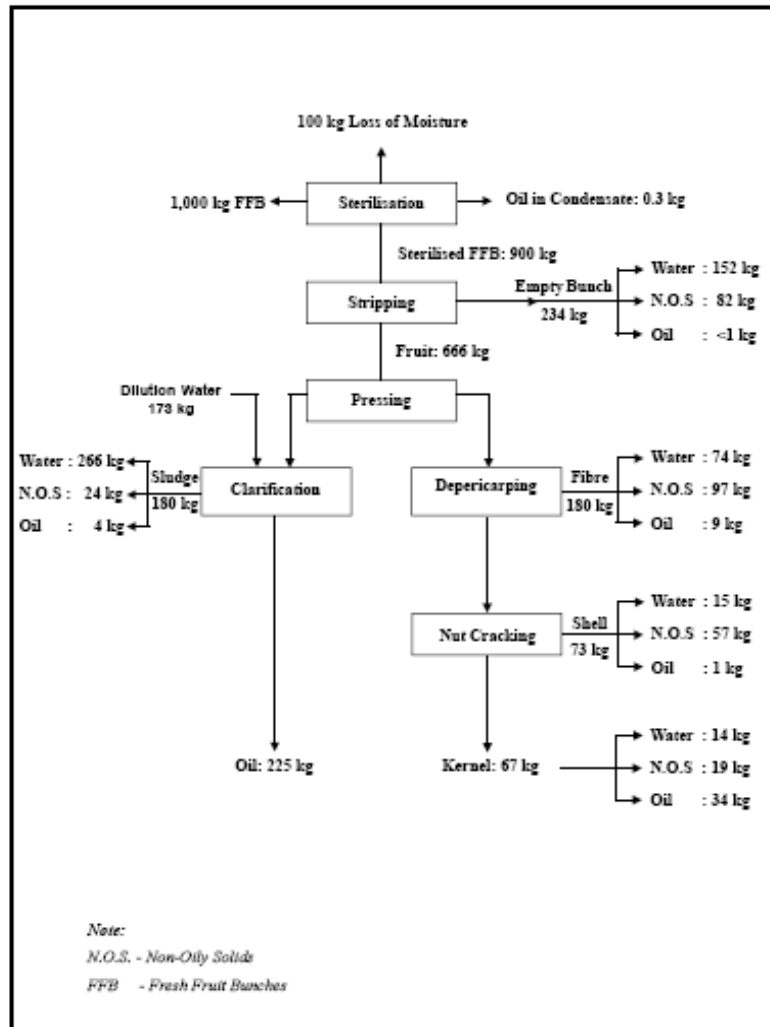 100 kg Loss of Moisture
1,000 kg FFB
Sterilisation
Oil in Condensate: 0.3 kg
Sterilised FFB: 900 kg
Stripping
Empty Bunch
234 kg
Water : 152 kg
N.O.S : 82 kg
Oil : <1 kg
Fruit: 666 kg
Dilution Water
173 kg
Pressing
Water : 266 kg
N.O.S : 24 kg
Oil : 4 kg
Sludge
180 kg
Clarification
Depericarping
Fibre
180 kg
Water : 74 kg
N.O.S : 97 kg
Oil : 9 kg
Nut Cracking
Shell
73 kg
Water : 15 kg
N.O.S : 57 kg
Oil : 1 kg
Oil: 225 kg
Kernel: 67 kg
Water : 14 kg
N.O.S : 19 kg
Oil : 34 kg
Note:
N.O.S. - Non-Oily Solids
FFB - Fresh Fruit Bunches